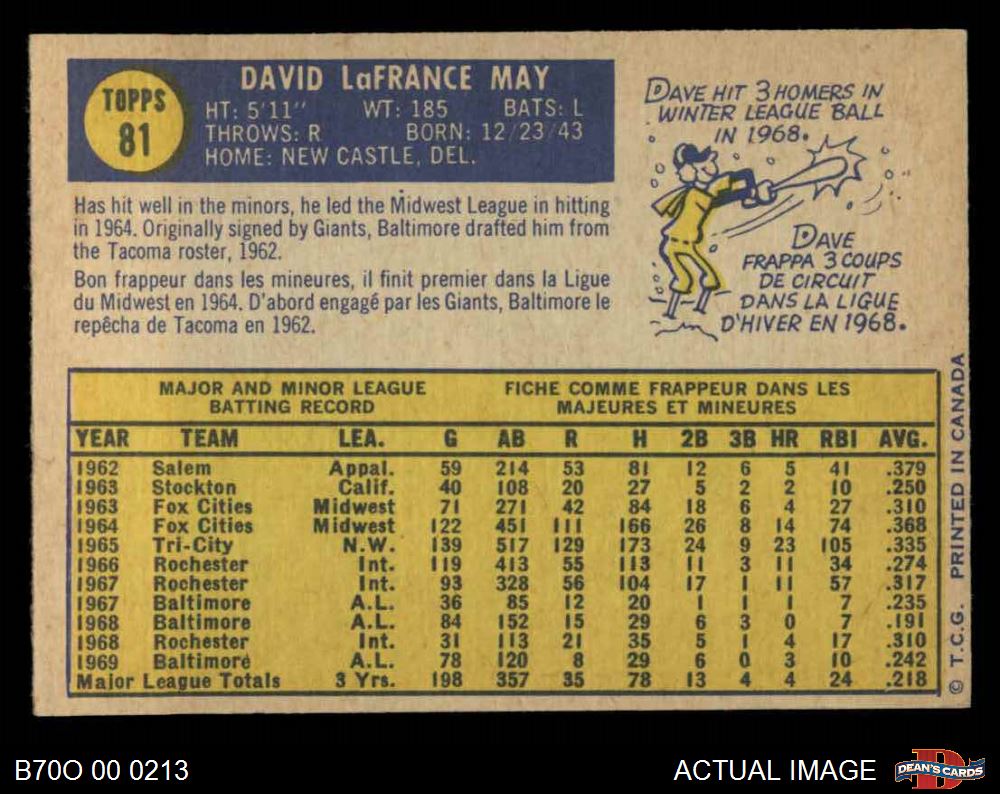 TOPPS
81
DAVID LaFRANCE MAY
HT: 5'11" WT: 185 BATS: L
THROWS: R BORN: 12/23/43
HOME: NEW CASTLE, DEL.
Has hit well in the minors, he led the Midwest League in hitting
in 1964. Originally signed by Giants, Baltimore drafted him from
the Tacoma roster, 1962.
Bon frappeur dans les mineures, il finit premier dans la Ligue
du Midwest en 1964. D'abord engagé par les Giants, Baltimore le
repêcha de Tacoma en 1962.
DAVE HIT 3 HOMERS IN
WINTER LEAGUE BALL
IN 1968.
DAVE
FRAPPA 3 COUPS
DE CIRCUIT
DANS LA LIGUE
D'HIVER EN 1968.
MAJOR AND MINOR LEAGUE
BATTING RECORD
FICHE COMME FRAPPEUR DANS LES
MAJEURES ET MINEURES
YEAR TEAM LEA. G AB R H 2B 3B HR RBI AVG.
1962 Salem Appal. 59 214 53 81 12 6 5 41 .379
1963 Stockton Calif. 40 108 20 27 5 2 2 10 .250
1963 Fox Cities Midwest 71 271 42 84 18 6 4 27 .310
1964 Fox Cities Midwest 122 451 111 166 26 8 14 74 .368
1965 Tri-City N.W. 139 517 129 173 24 9 23 105 .335
1966 Rochester Int. 119 413 55 113 11 3 11 34 .274
1967 Rochester Int. 93 328 56 104 17 1 11 57 .317
1967 Baltimore A.L. 36 85 12 20 1 1 1 7 .235
1968 Baltimore A.L. 84 152 15 29 6 3 0 7 .191
1968 Rochester Int. 31 113 21 35 5 1 4 17 .310
1969 Baltimore A.L. 78 120 8 29 6 0 3 10 .242
Major League Totals 3 Yrs. 198 357 35 78 13 4 4 24 .218
© T.C.G. PRINTED IN CANADA
B70O 00 0213
ACTUAL IMAGE
DEAN'S CARDS